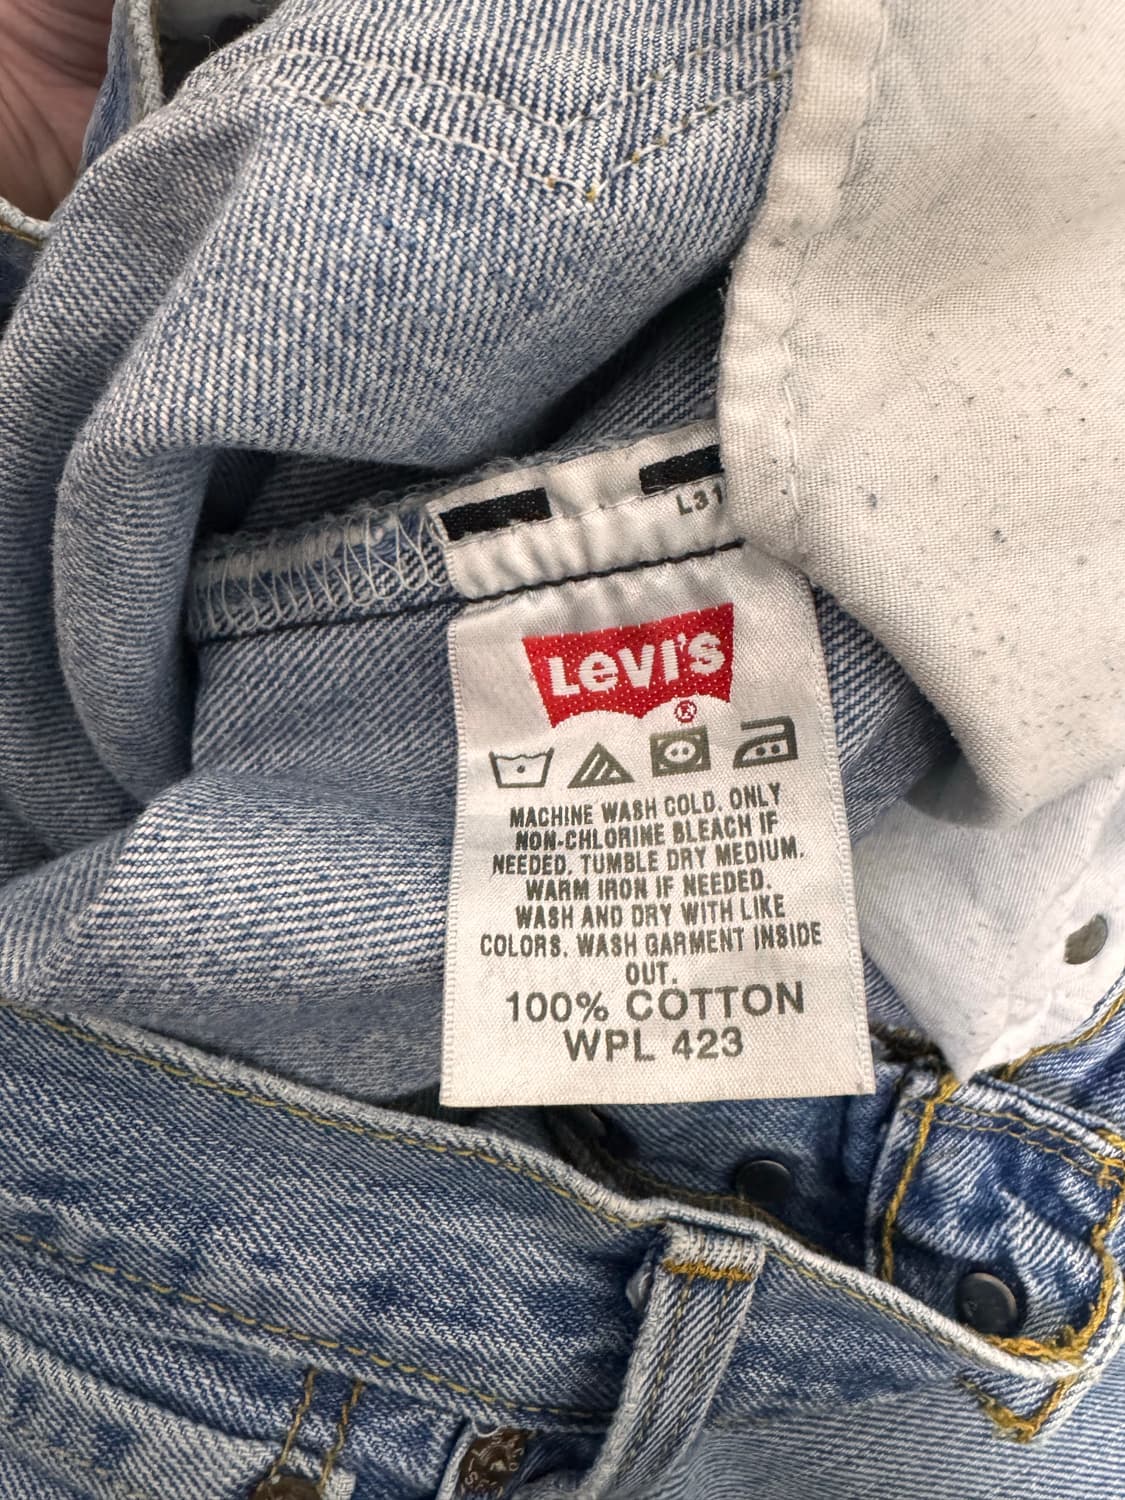 L31
Levi's
®
MACHINE WASH COLD. ONLY
NON-CHLORINE BLEACH IF
NEEDED. TUMBLE DRY MEDIUM.
WARM IRON IF NEEDED.
WASH AND DRY WITH LIKE
COLORS. WASH GARMENT INSIDE
OUT.
100% COTTON
WPL 423